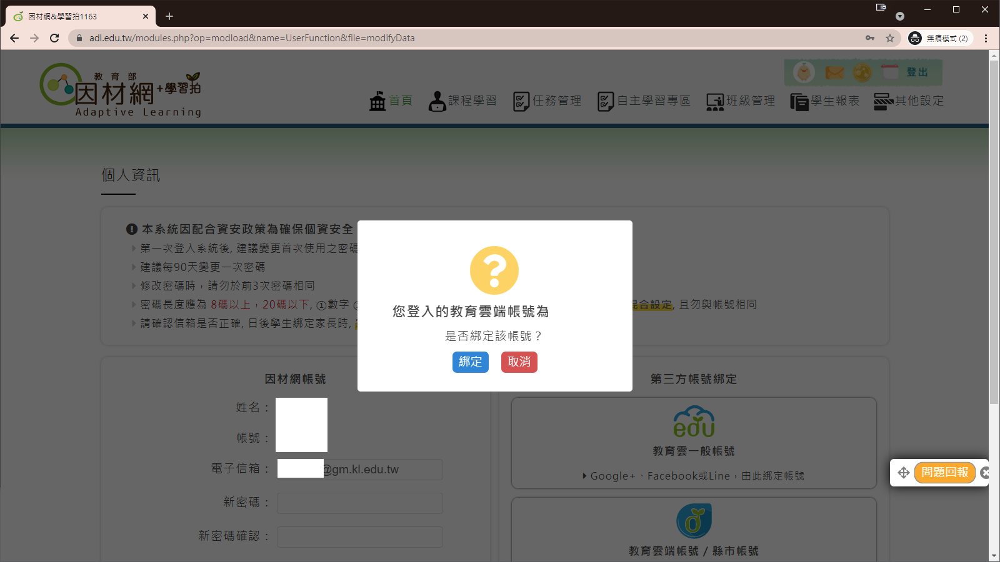 因材網&學習拍1163
adl.edu.tw/modules.php?op=modload&name=UserFunction&file=modifyData
無痕模式 (2)
教育部
因材網+學習拍
Adaptive Learning
登出
首頁
課程學習
任務管理
自主學習專區
班級管理
學生報表
其他設定
個人資訊
本系統因配合資安政策為確保個資安全
第一次登入系統後, 建議變更首次使用之密碼
建議每90天變更一次密碼
修改密碼時，請勿於前3次密碼相同
密碼長度應為 8碼以上，20碼以下, ①數字 混合設定, 且勿與帳號相同
請確認信箱是否正確, 日後學生綁定家長時,
您登入的教育雲端帳號為
是否綁定該帳號？
綁定
取消
因材網帳號
姓名：
帳號：
電子信箱：
@gm.kl.edu.tw
新密碼：
新密碼確認：
第三方帳號綁定
edu
教育雲一般帳號
Google+、Facebook或Line，由此綁定帳號
教育雲端帳號 / 縣市帳號
問題回報